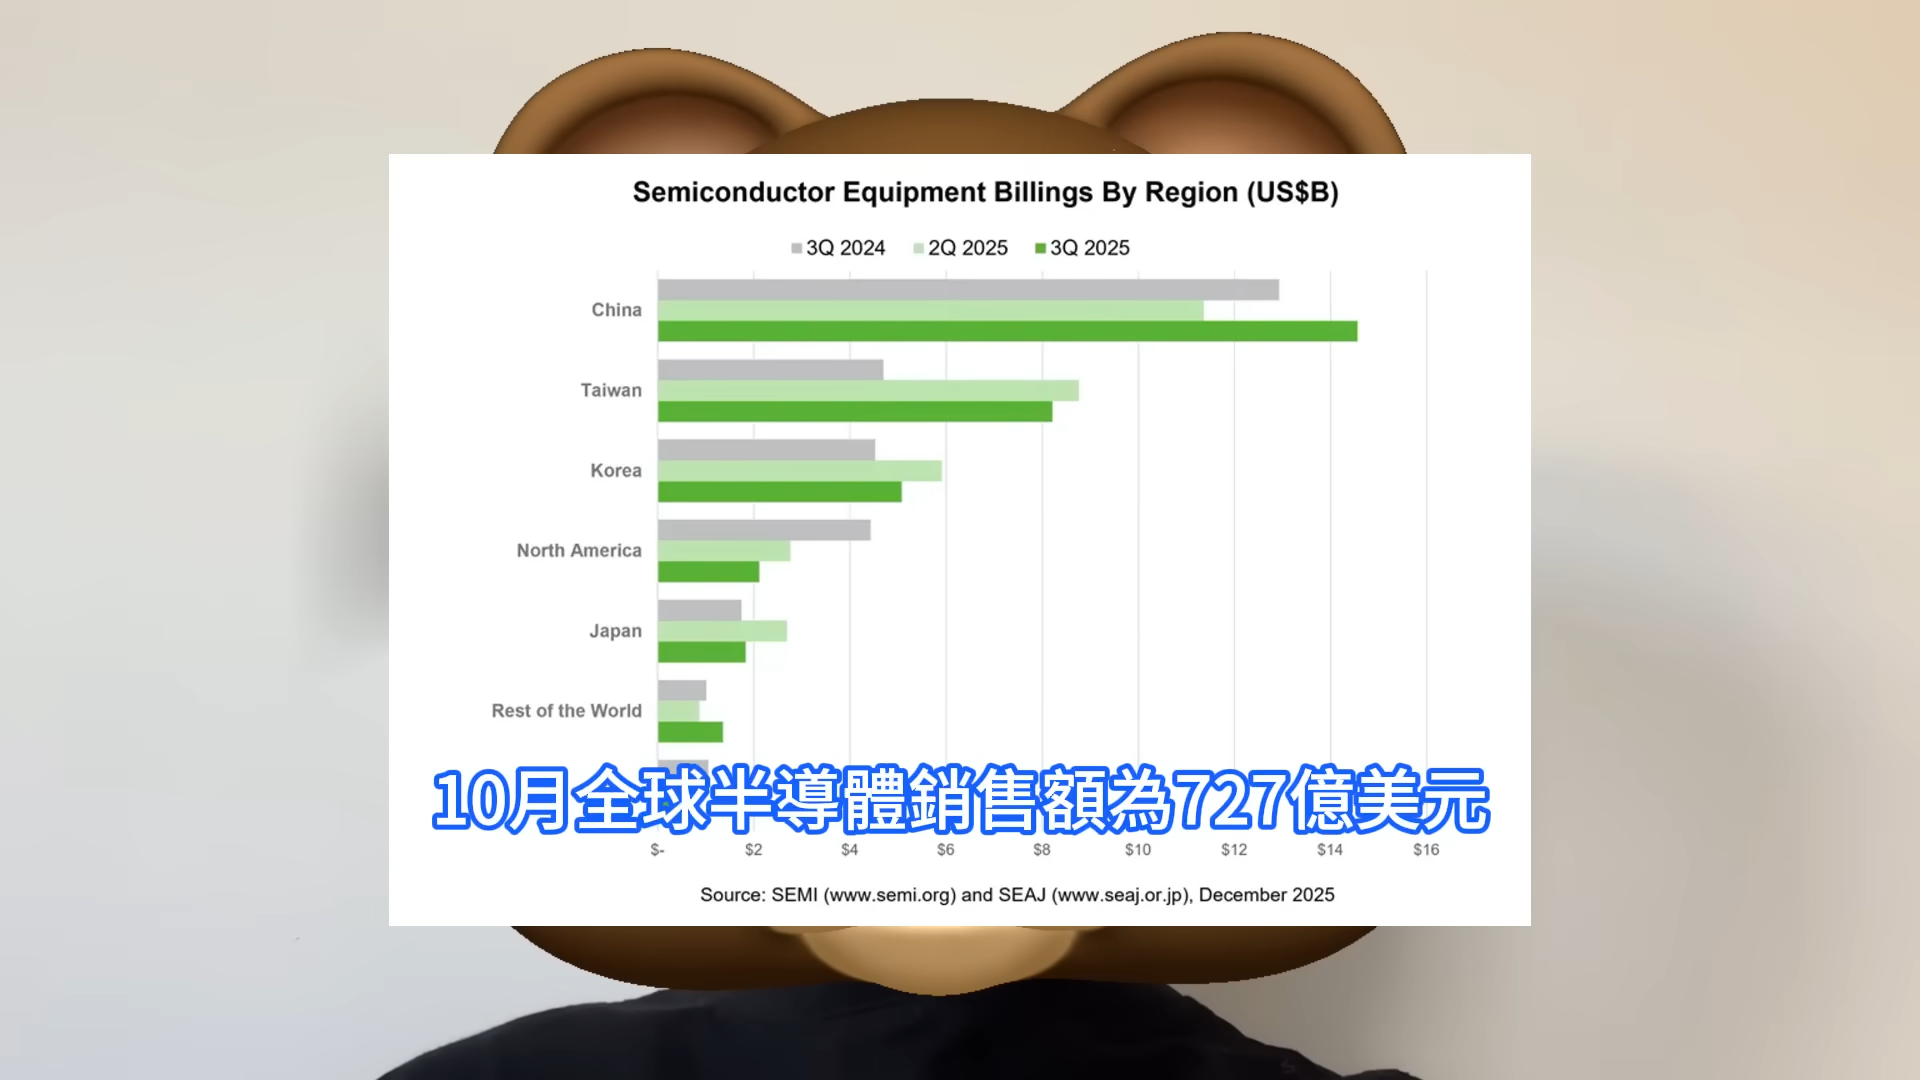 Semiconductor Equipment Billings By Region (US$B)
3Q 2024 2Q 2025 3Q 2025
China
Taiwan
Korea
North America
Japan
Rest of the World
10月全球半導體銷售額為727億美元
$- $2 $4 $6 $8 $10 $12 $14 $16
Source: SEMI (www.semi.org) and SEAJ (www.seaj.or.jp), December 2025